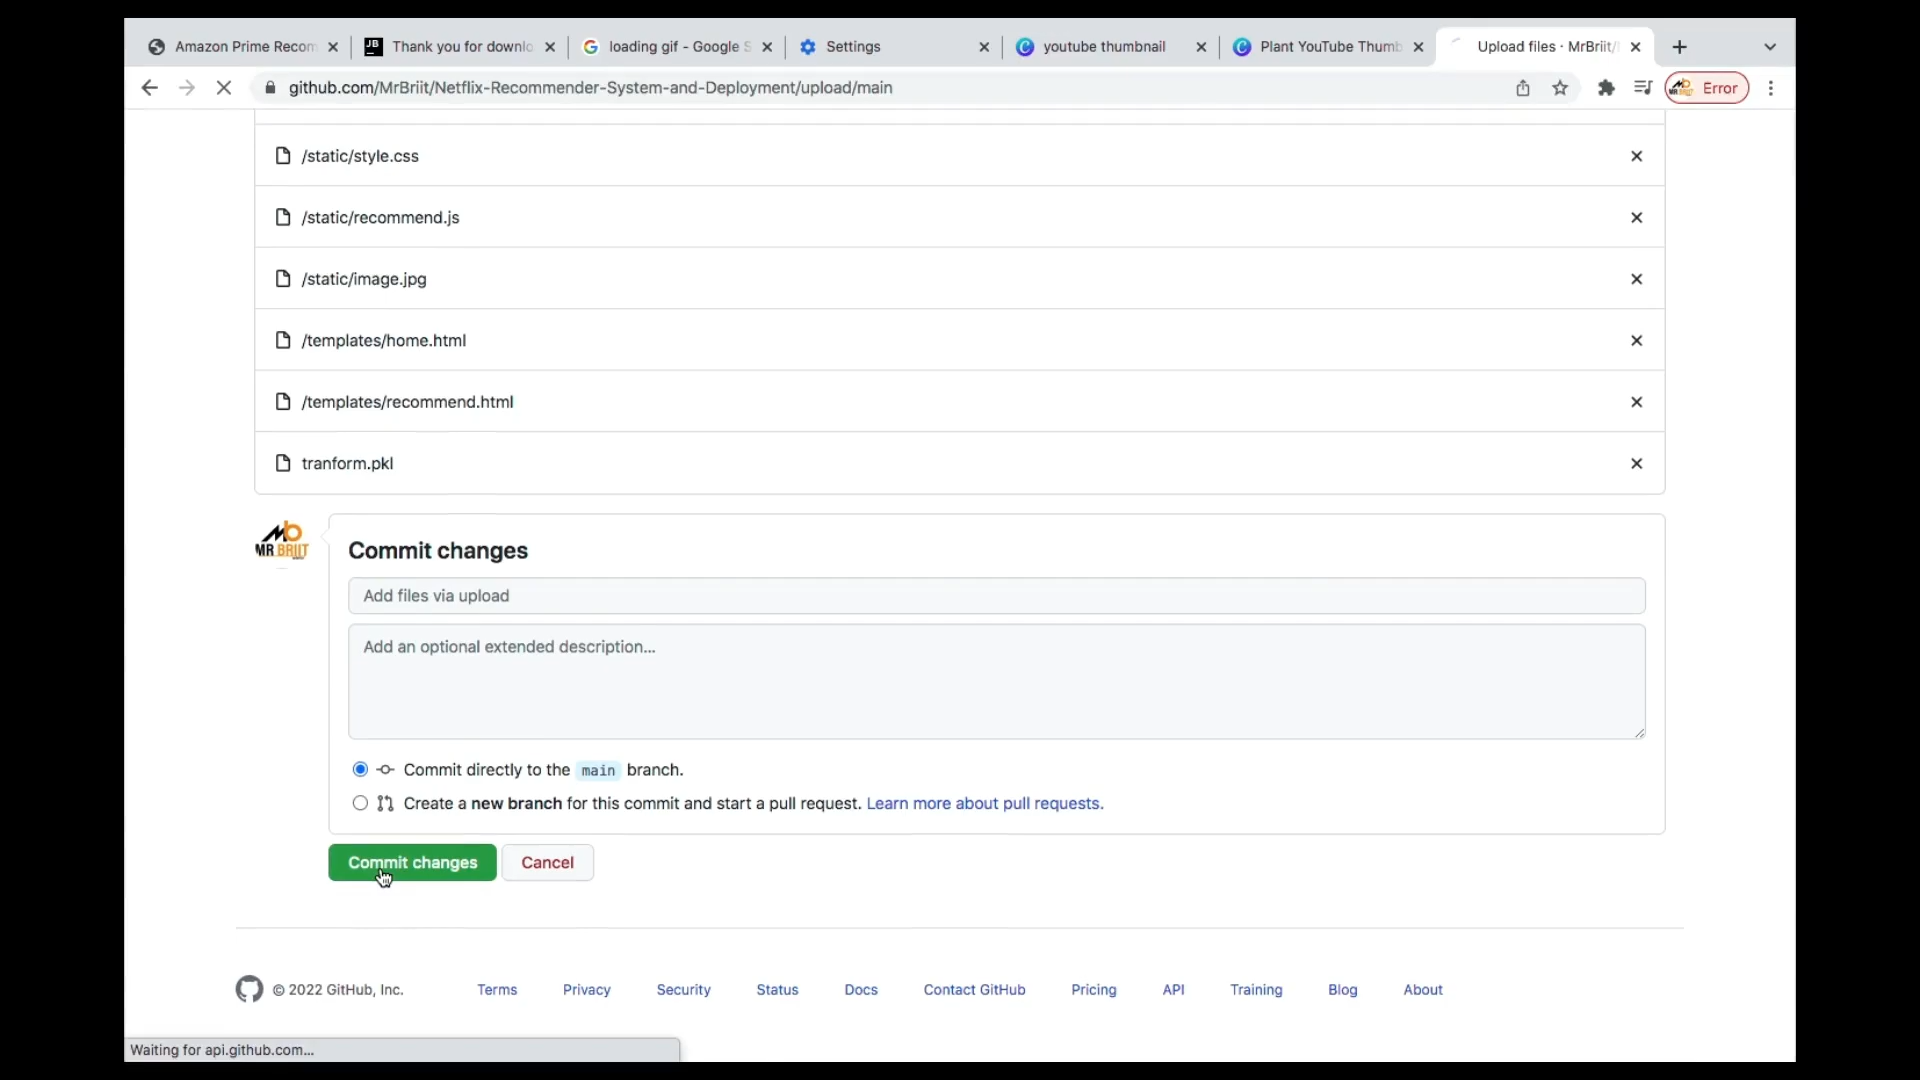 Amazon Prime Recom
Thank you for downlo
loading gif - Google S
Settings
youtube thumbnail
Plant YouTube Thumb
Upload files · MrBriit/
github.com/MrBriit/Netflix-Recommender-System-and-Deployment/upload/main
Error
/static/style.css
/static/recommend.js
/static/image.jpg
/templates/home.html
/templates/recommend.html
tranform.pkl
MR BRIIT
Commit changes
Add files via upload
Add an optional extended description...
Commit directly to the main branch.
Create a new branch for this commit and start a pull request. Learn more about pull requests.
Commit changes
Cancel
© 2022 GitHub, Inc.
Terms
Privacy
Security
Status
Docs
Contact GitHub
Pricing
API
Training
Blog
About
Waiting for api.github.com...